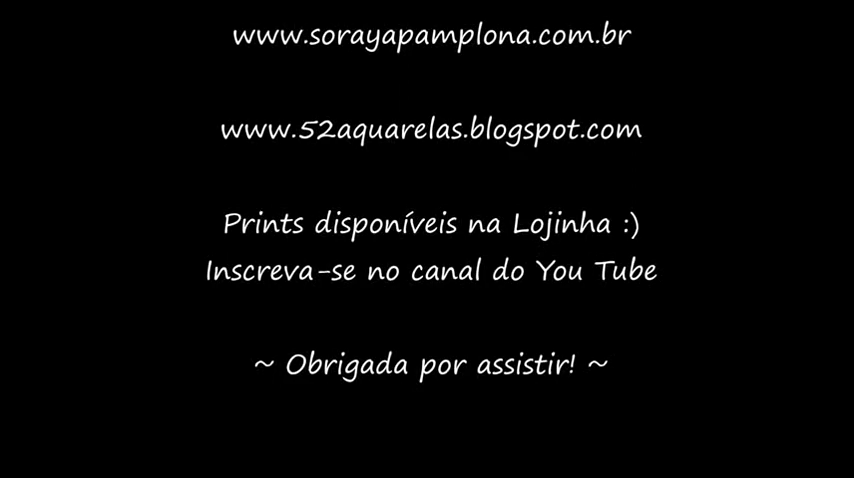 www.sorayapamplona.com.br
www.52aquarelas.blogspot.com
Prints disponíveis na Lojinha :)
Inscreva-se no canal do You Tube
~ Obrigada por assistir! ~